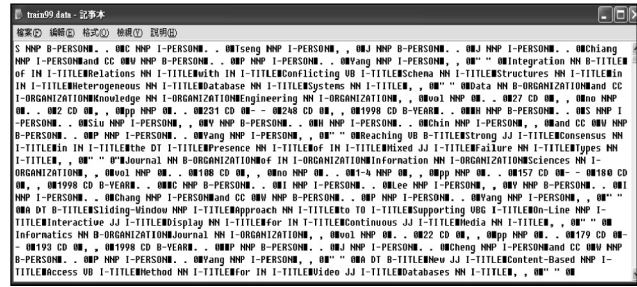 train99.data - 記事本
檔案(F) 編輯(E) 格式(O) 檢視(V) 說明(H)
S NNP B-PERSON■. . O■C NNP I-PERSON■. . O■Tseng NNP I-PERSON■, , O■J NNP B-PERSON■. . O■J NNP I-PERSON■. . O■Chiang
NNP I-PERSON■and CC O■W NNP B-PERSON■. . O■P NNP I-PERSON■. . O■Yang NNP I-PERSON■, , O■" " O■Integration NN B-TITLE■
of IN I-TITLE■Relations NN I-TITLE■with IN I-TITLE■Conflicting VB I-TITLE■Schema NN I-TITLE■Structures NN I-TITLE■in
IN I-TITLE■Heterogeneous NN I-TITLE■Database NN I-TITLE■Systems NN I-TITLE■, , O■" " O■Data NN B-ORGANIZATION■and CC
I-ORGANIZATION■Knowledge NN I-ORGANIZATION■Engineering NN I-ORGANIZATION■, , O■vol NNP O■. . O■27 CD O■, , O■no NNP
O■. . O■2 CD O■, , O■pp NNP O■. . O■231 CD O■- - O■248 CD O■, , O■1998 CD B-YEAR■. . O■■H NNP B-PERSON■. . O■S NNP I
-PERSON■. . O■Siu NNP I-PERSON■, , O■Y NNP B-PERSON■. . O■H NNP I-PERSON■. . O■Chin NNP I-PERSON■, , O■and CC O■W NNP
B-PERSON■. . O■P NNP I-PERSON■. . O■Yang NNP I-PERSON■, , O■" " O■Reaching VB B-TITLE■Strong JJ I-TITLE■Consensus NN
I-TITLE■in IN I-TITLE■the DT I-TITLE■Presence NN I-TITLE■of IN I-TITLE■Mixed JJ I-TITLE■Failure NN I-TITLE■Types NN
I-TITLE■, , O■" " O■Journal NN B-ORGANIZATION■of IN I-ORGANIZATION■Information NN I-ORGANIZATION■Sciences NN I-
ORGANIZATION■, , O■vol NNP O■. . O■108 CD O■, , O■no NNP O■. . O■1-4 NNP O■, , O■pp NNP O■. . O■157 CD O■- - O■180 CD
O■, , O■1998 CD B-YEAR■. . O■■C NNP B-PERSON■. . O■I NNP I-PERSON■. . O■Lee NNP I-PERSON■, , O■Y NNP B-PERSON■. . O■I
NNP I-PERSON■. . O■Chang NNP I-PERSON■and CC O■W NNP B-PERSON■. . O■P NNP I-PERSON■. . O■Yang NNP I-PERSON■, , O■" "
O■A DT B-TITLE■Sliding-Window NNP I-TITLE■Approach NN I-TITLE■to TO I-TITLE■Supporting VBG I-TITLE■On-Line NNP I-
TITLE■Interactive JJ I-TITLE■Display NN I-TITLE■for IN I-TITLE■Continuous JJ I-TITLE■Media NN I-TITLE■, , O■" " O■
Informatics NN B-ORGANIZATION■Journal NN I-ORGANIZATION■, , O■vol NNP O■. . O■22 CD O■, , O■pp NNP O■. . O■179 CD O■-
- O■193 CD O■, , O■1998 CD B-YEAR■. . O■■P NNP B-PERSON■. . O■J NNP I-PERSON■. . O■Cheng NNP I-PERSON■and CC O■W NNP
B-PERSON■. . O■P NNP I-PERSON■. . O■Yang NNP I-PERSON■, , O■" " O■A DT B-TITLE■New JJ I-TITLE■Content-Based NNP I-
TITLE■Access VB I-TITLE■Method NN I-TITLE■for IN I-TITLE■Video JJ I-TITLE■Databases NN I-TITLE■, , O■" " O■